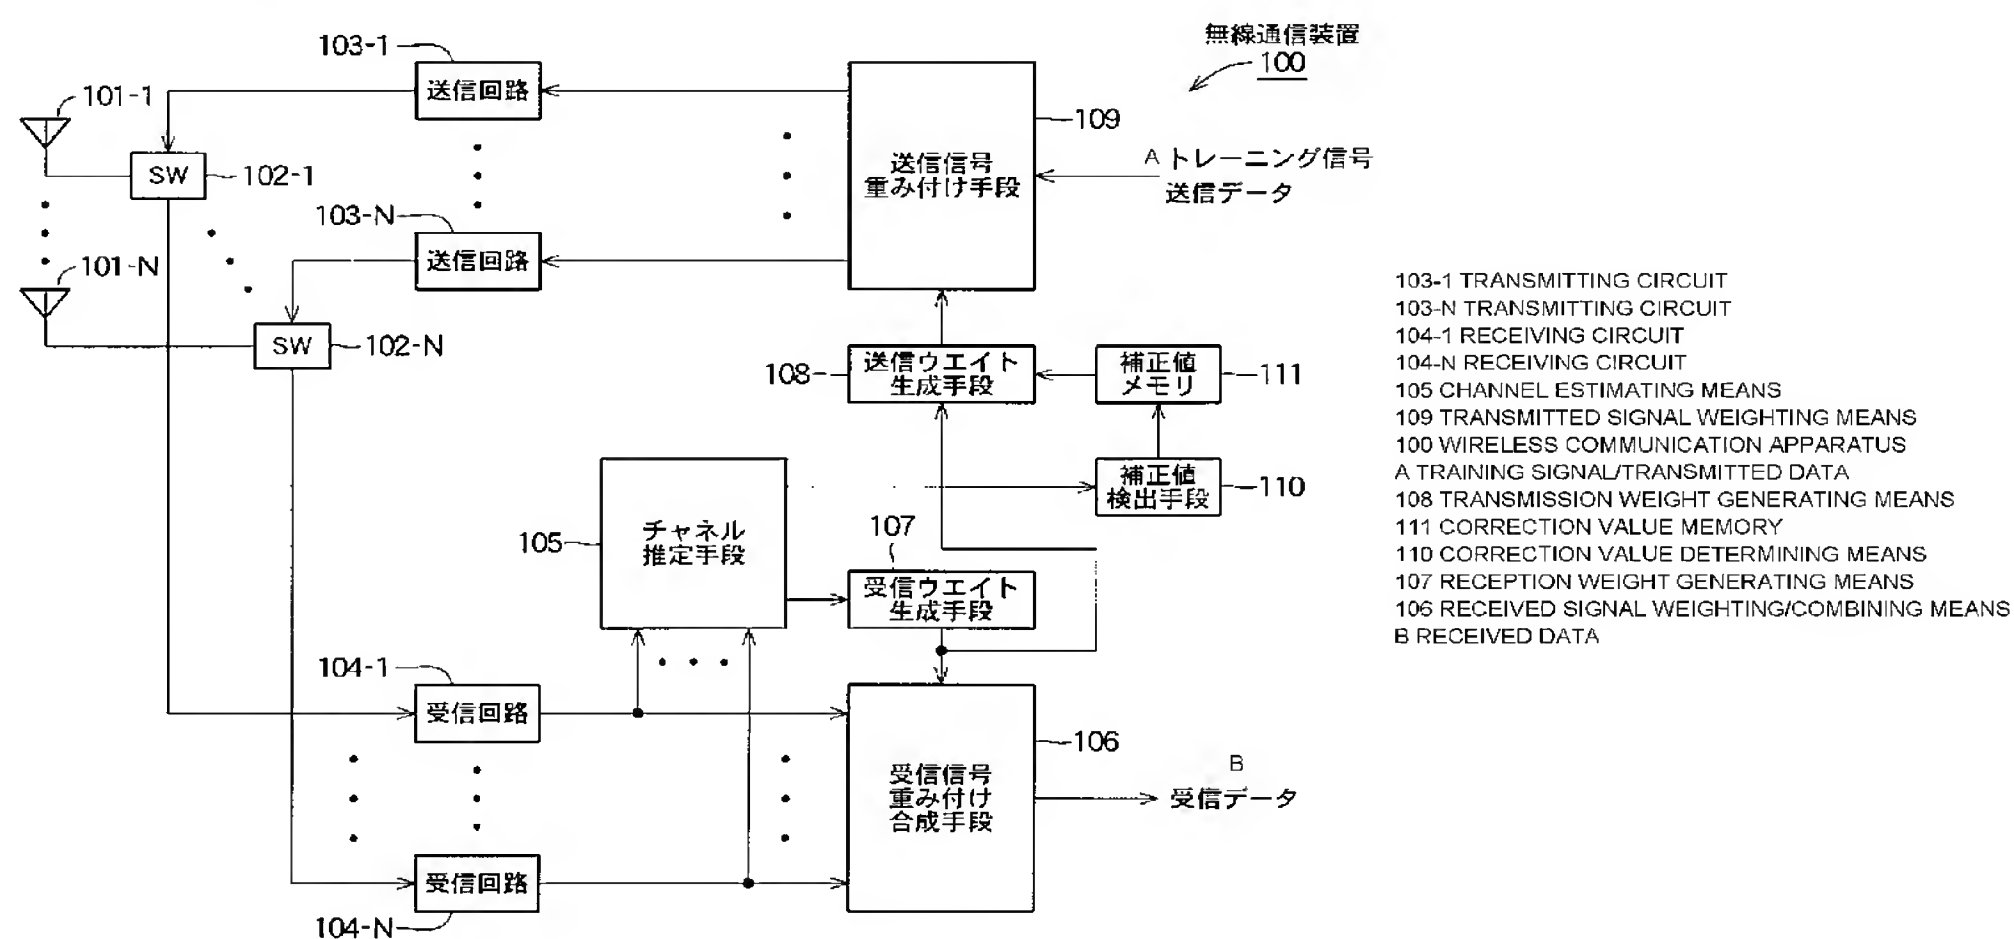 無線通信装置
100
103-1
送信回路
101-1
109
A トレーニング信号
送信データ
送信信号
重み付け手段
SW
102-1
103-N
送信回路
101-N
SW
102-N
108
送信ウエイト
生成手段
補正値
メモリ
111
補正値
検出手段
110
105
チャネル
推定手段
107
受信ウエイト
生成手段
104-1
受信回路
106
受信信号
重み付け
合成手段
B
受信データ
受信回路
104-N
103-1 TRANSMITTING CIRCUIT
103-N TRANSMITTING CIRCUIT
104-1 RECEIVING CIRCUIT
104-N RECEIVING CIRCUIT
105 CHANNEL ESTIMATING MEANS
109 TRANSMITTED SIGNAL WEIGHTING MEANS
100 WIRELESS COMMUNICATION APPARATUS
A TRAINING SIGNAL/TRANSMITTED DATA
108 TRANSMISSION WEIGHT GENERATING MEANS
111 CORRECTION VALUE MEMORY
110 CORRECTION VALUE DETERMINING MEANS
107 RECEPTION WEIGHT GENERATING MEANS
106 RECEIVED SIGNAL WEIGHTING/COMBINING MEANS
B RECEIVED DATA